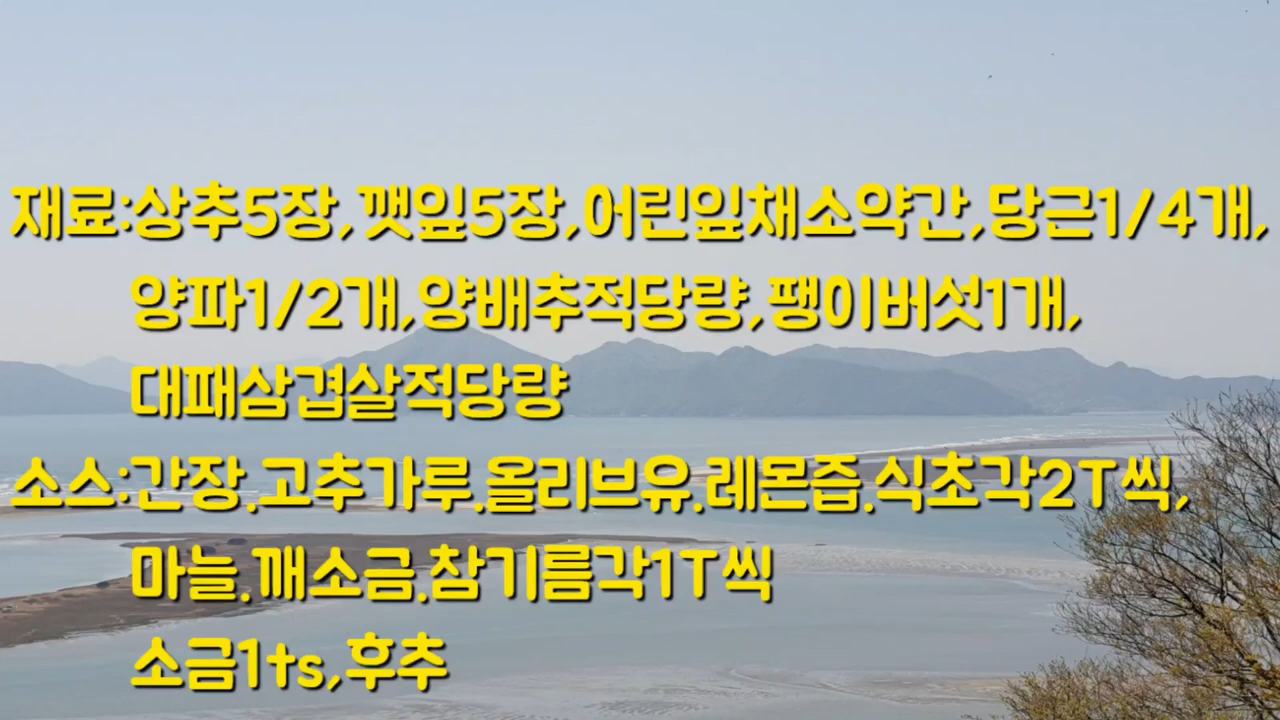 재료:상추5장,깻잎5장,어린잎채소약간,당근1/4개,
양파1/2개,양배추적당량,팽이버섯1개,
대패삼겹살적당량
소스:간장.고추가루.올리브유.레몬즙.식초각2T씩,
마늘.깨소금.참기름각1T씩
소금1ts,후추